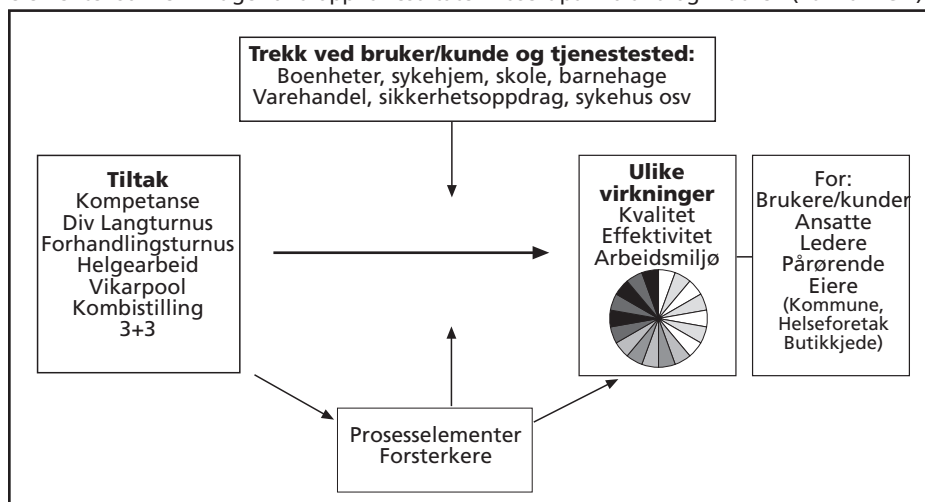 Trekk ved bruker/kunde og tjenestested:
Boenheter, sykehjem, skole, barnehage
Varehandel, sikkerhetsoppdrag, sykehus osv
Tiltak
Kompetanse
Div Langturnus
Forhandlingsturnus
Helgearbeid
Vikarpool
Kombistilling
3+3
Ulike
virkninger
Kvalitet
Effektivitet
Arbeidsmiljø
For:
Brukere/kunder
Ansatte
Ledere
Pårørende
Eiere
(Kommune,
Helseforetak
Butikkjede)
Prosesselementer
Forsterkere